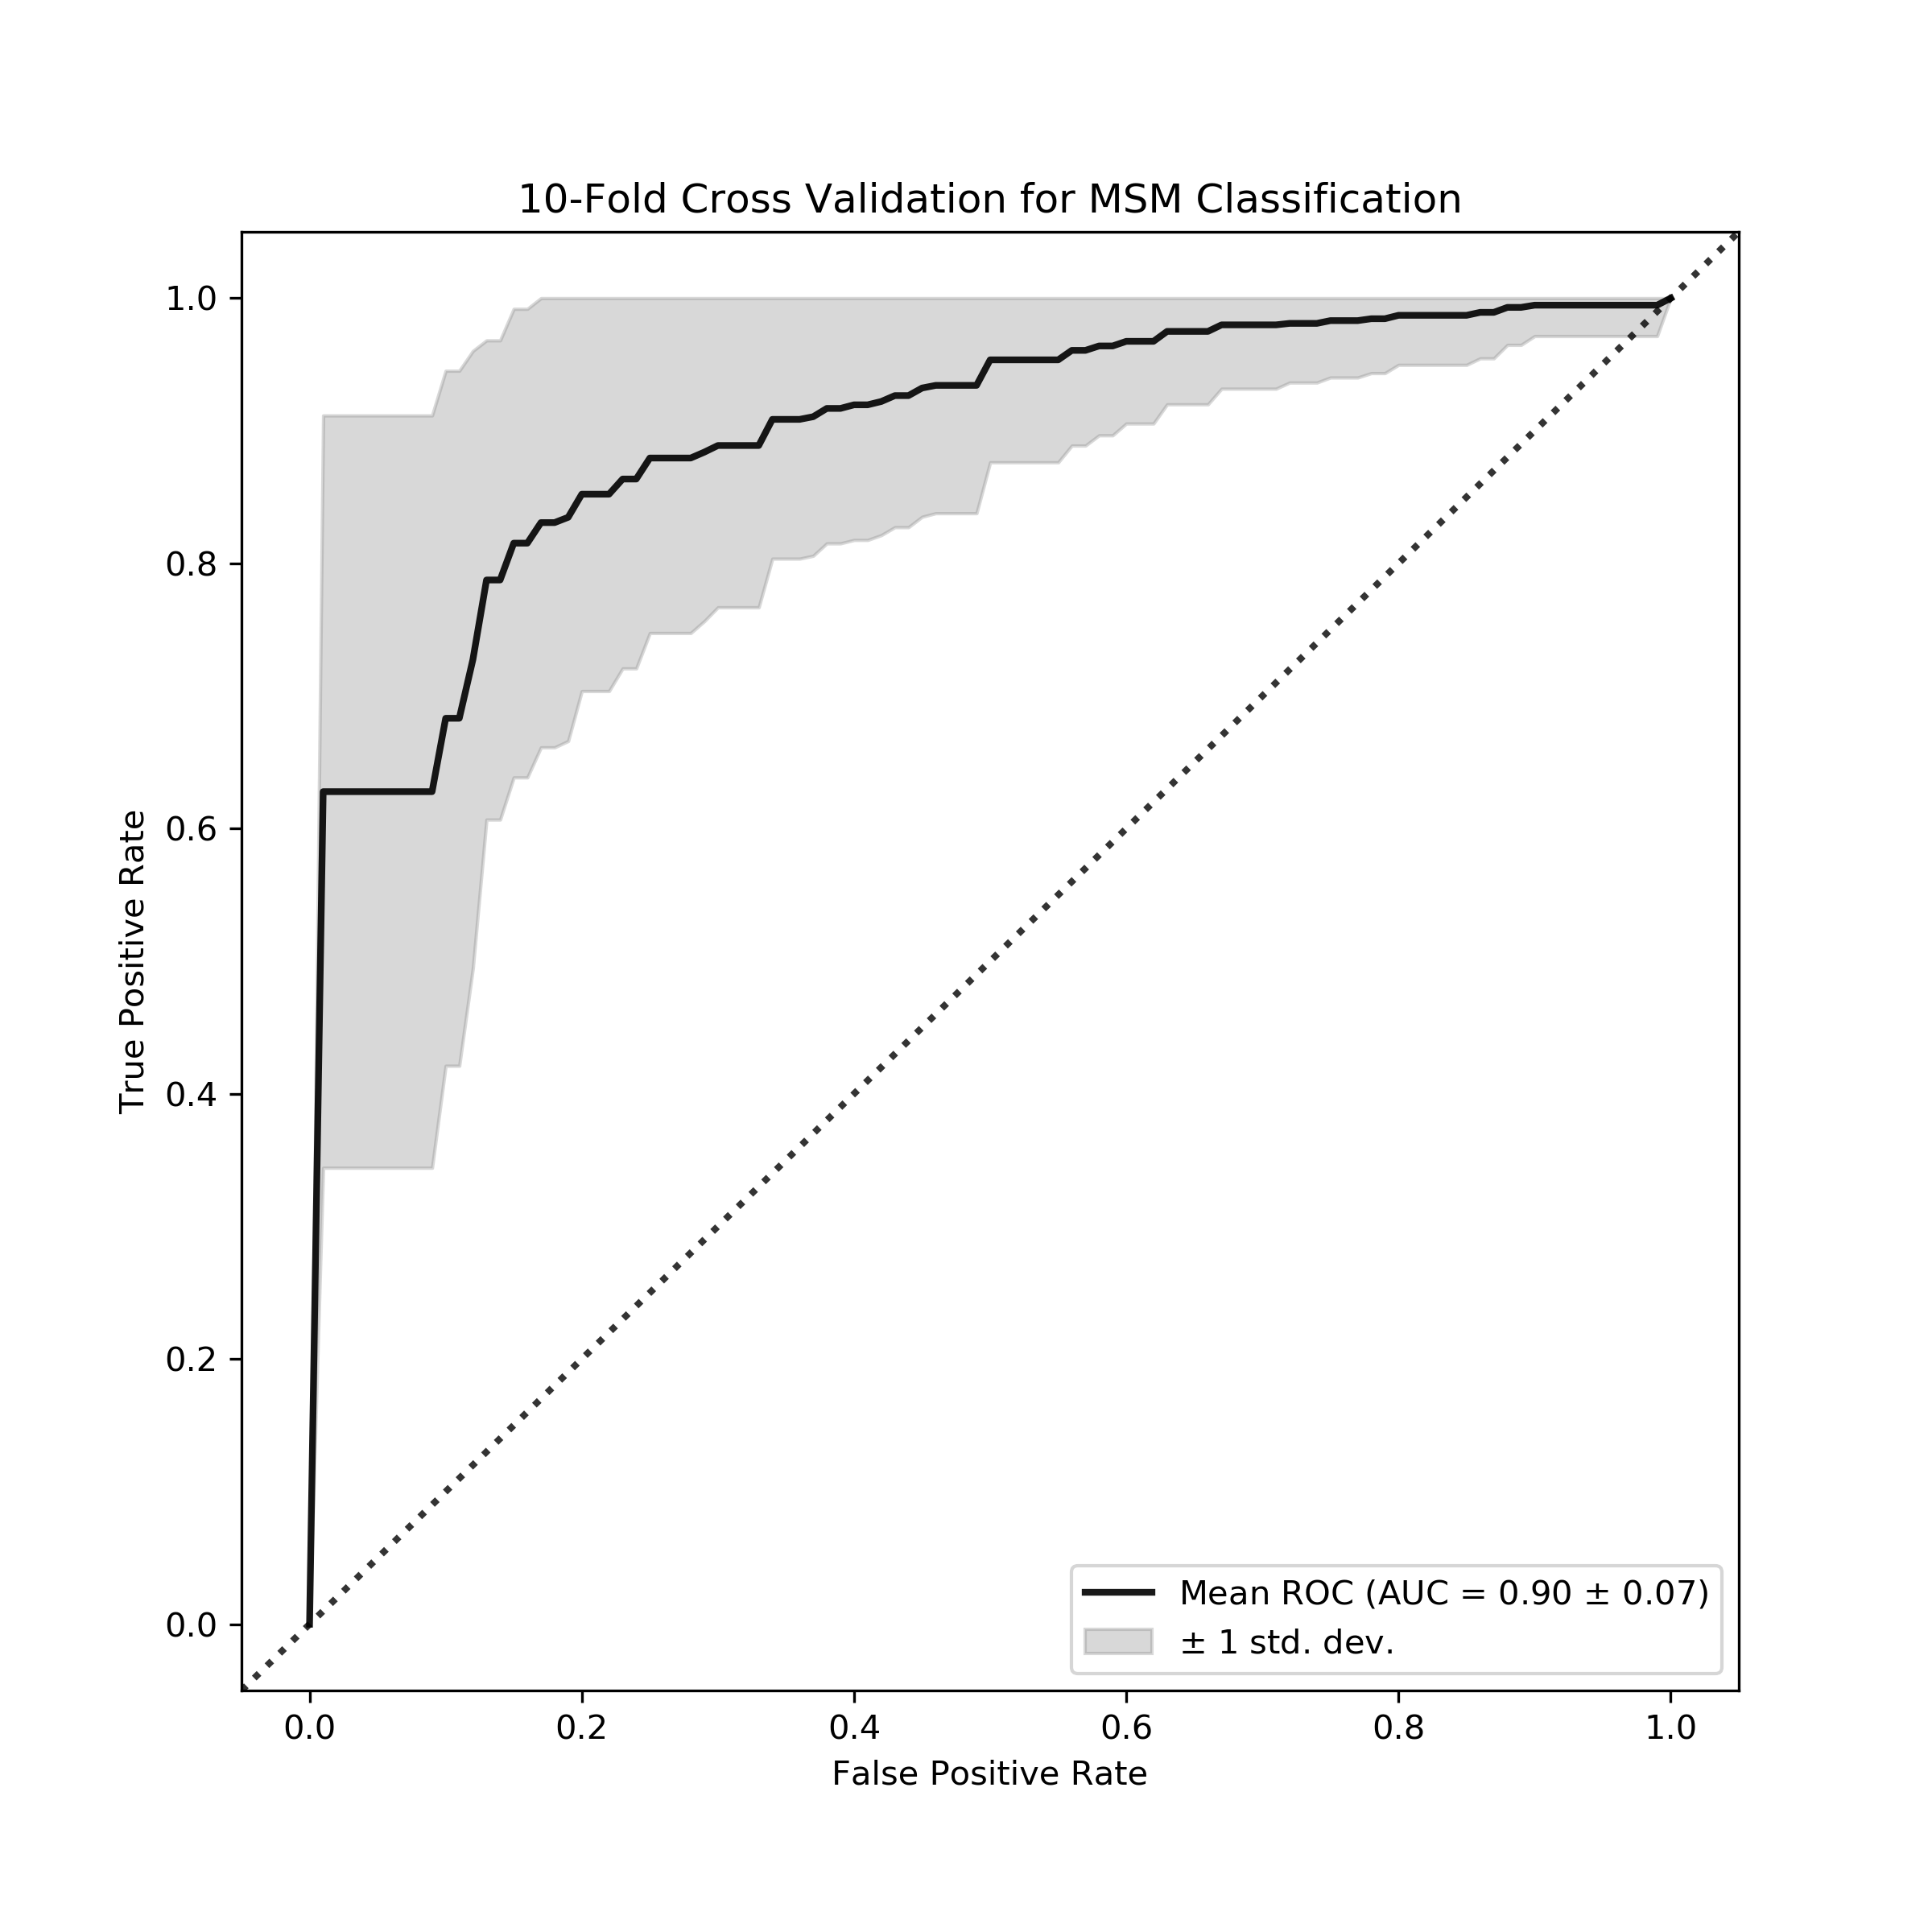 10-Fold Cross Validation for MSM Classification
True Positive Rate
1.0
0.8
0.6
0.4
0.2
0.0
Mean ROC (AUC = 0.90 ± 0.07)
± 1 std. dev.
0.0 0.2 0.4 0.6 0.8 1.0
False Positive Rate